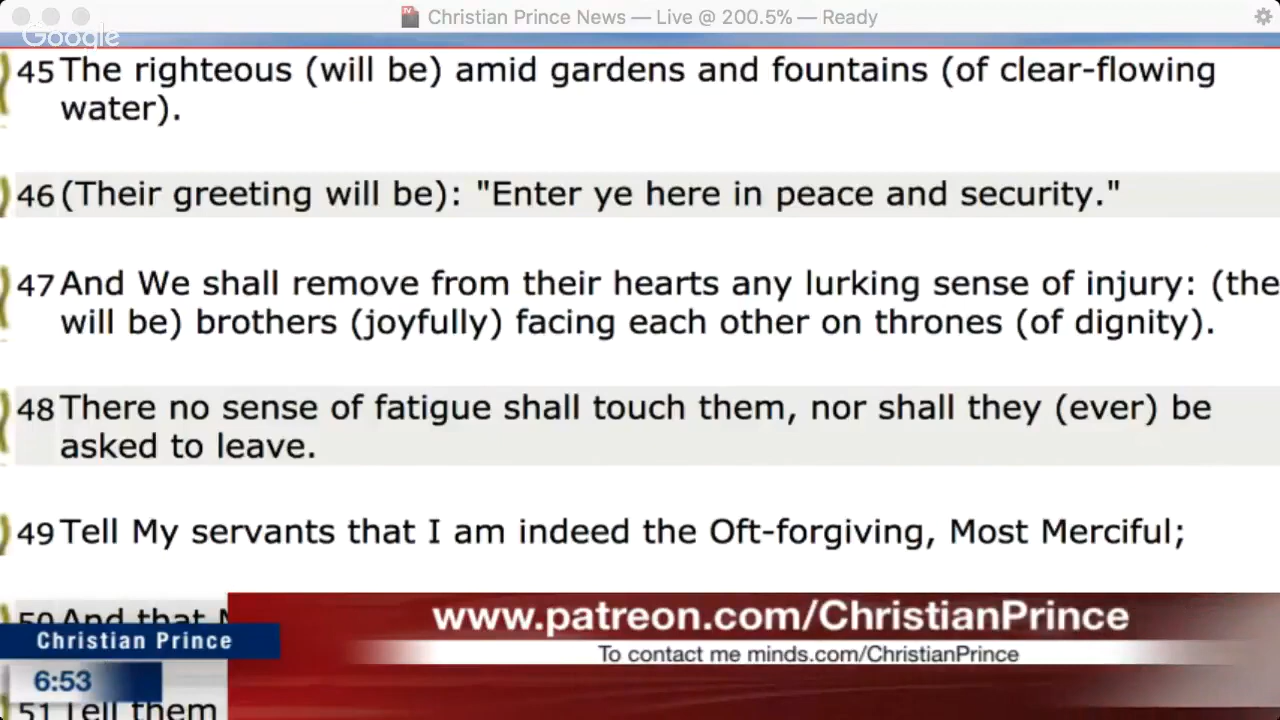 Christian Prince News — Live @ 200.5% — Ready
Google
45 The righteous (will be) amid gardens and fountains (of clear-flowing
water).
46 (Their greeting will be): "Enter ye here in peace and security."
47 And We shall remove from their hearts any lurking sense of injury: (the
will be) brothers (joyfully) facing each other on thrones (of dignity).
48 There no sense of fatigue shall touch them, nor shall they (ever) be
asked to leave.
49 Tell My servants that I am indeed the Oft-forgiving, Most Merciful;
50 And that
www.patreon.com/ChristianPrince
Christian Prince
To contact me minds.com/ChristianPrince
6:53
51 Tell them